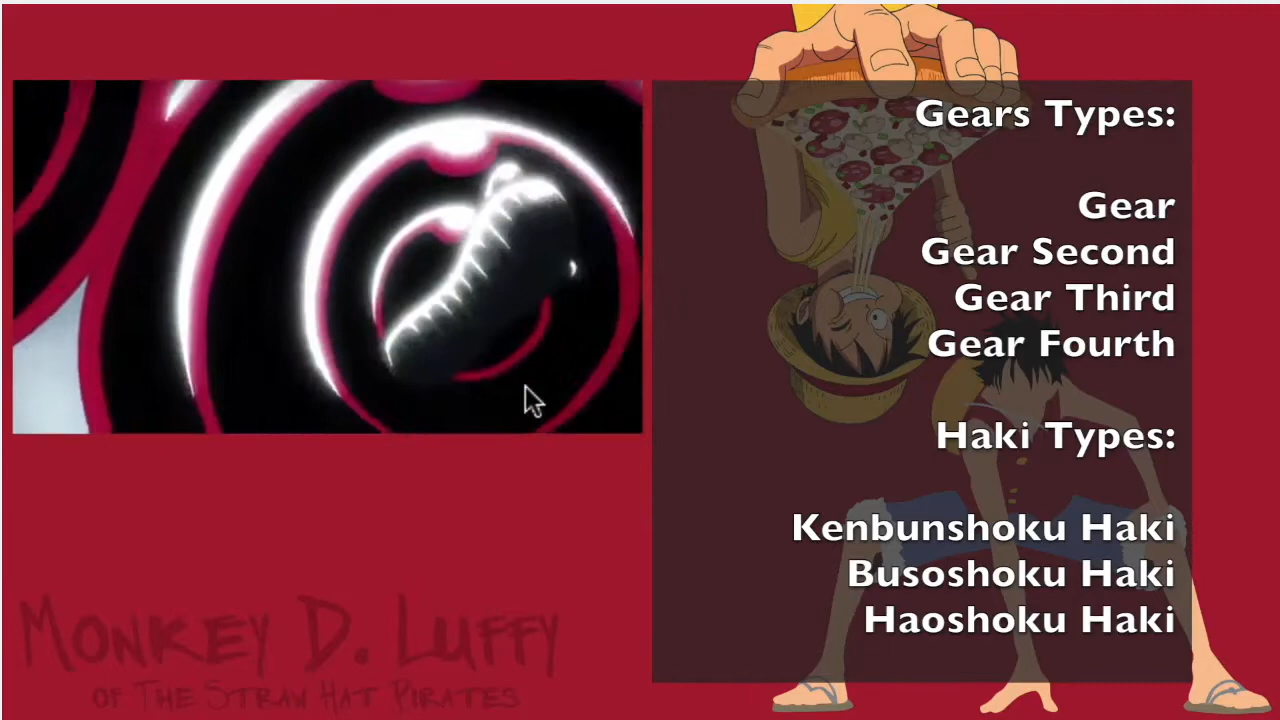 Gears Types:
Gear
Gear Second
Gear Third
Gear Fourth
Haki Types:
Kenbunshoku Haki
Busoshoku Haki
Haoshoku Haki
MONKEY D. LUFFY
OF THE STRAW HAT PIRATES